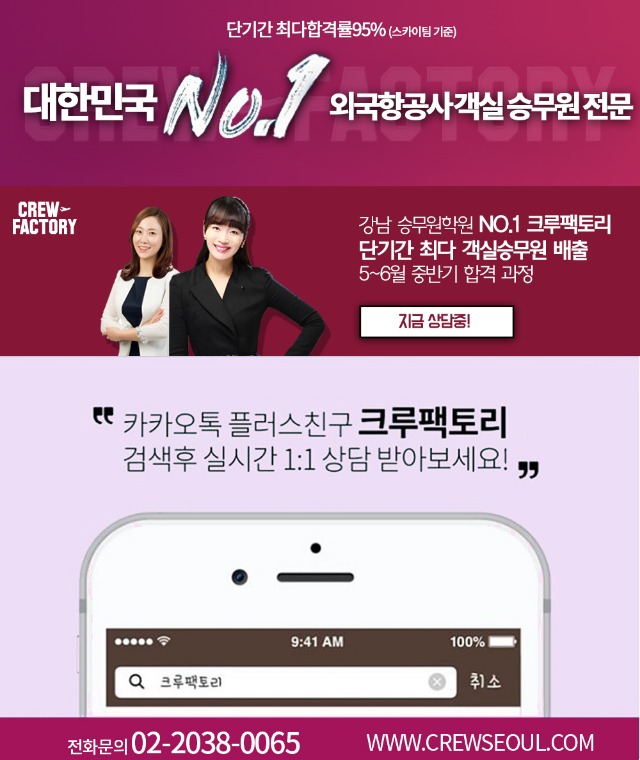 단기간 최다합격률95% (스카이팀 기준)
CREW FACTORY
대한민국 No.1 외국항공사 객실 승무원 전문
CREW
FACTORY
강남 승무원학원 NO.1 크루팩토리
단기간 최다 객실승무원 배출
5~6월 중반기 합격 과정
지금 상담중!
❞ 카카오톡 플러스친구 크루팩토리
검색후 실시간 1:1 상담 받아보세요! ❞
9:41 AM 100%
크루팩토리 취소
전화문의 02-2038-0065 WWW.CREWSEOUL.COM